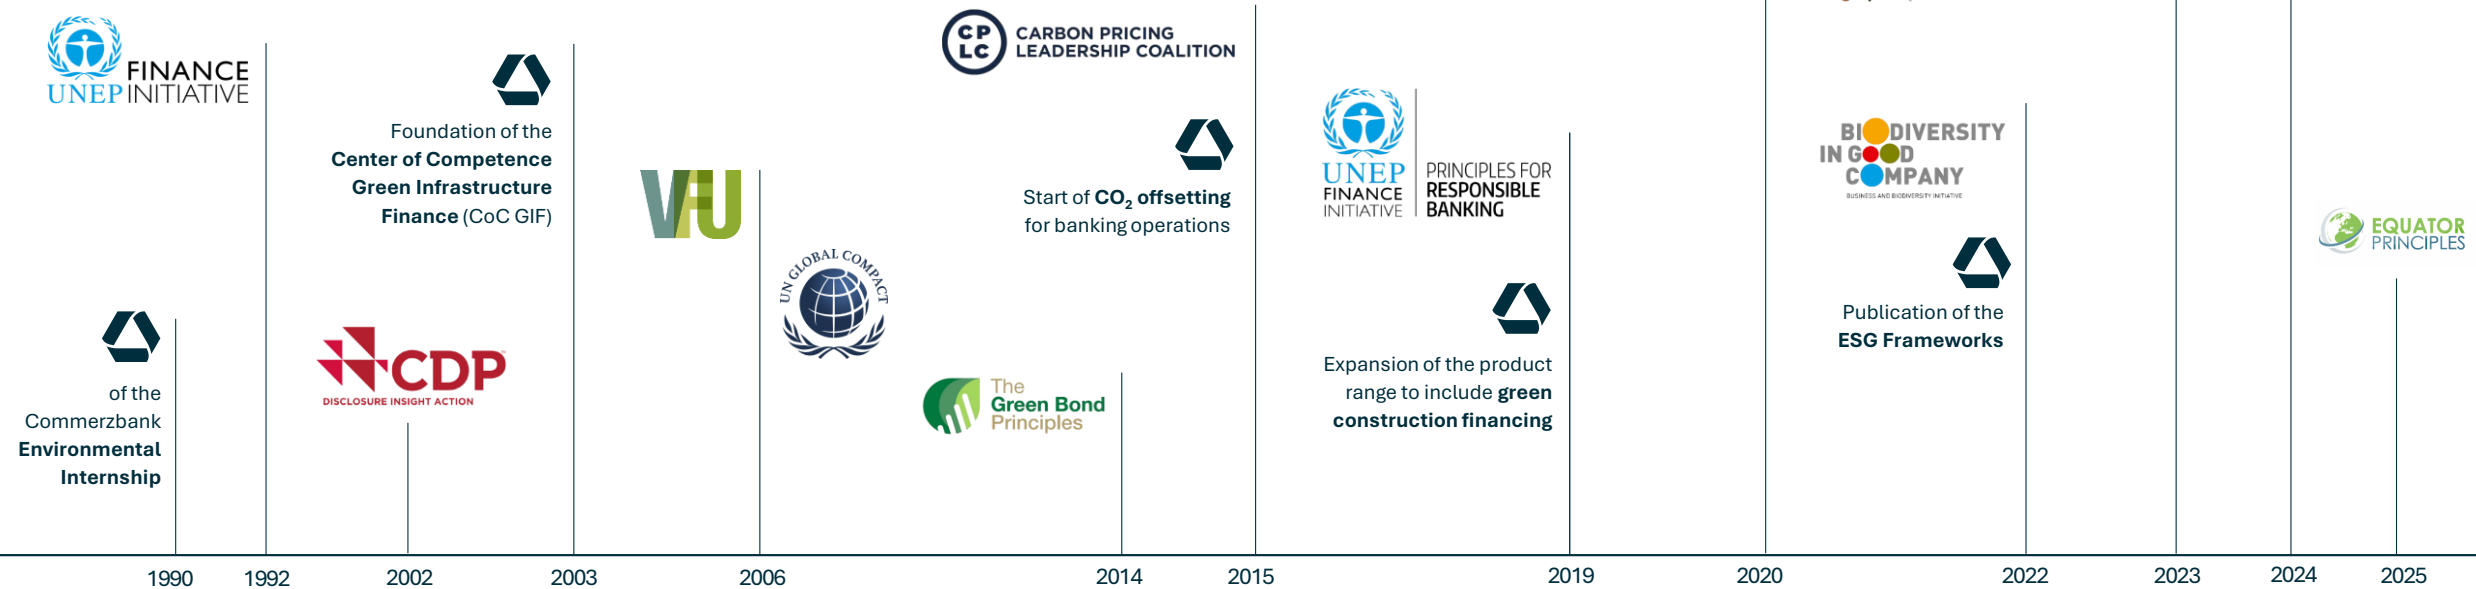 FINANCE
UNEP INITIATIVE
of the
Commerzbank
Environmental
Internship
Foundation of the
Center of Competence
Green Infrastructure
Finance (CoC GIF)
CDP
DISCLOSURE INSIGHT ACTION
VFU
UN GLOBAL COMPACT
CP
LC
CARBON PRICING
LEADERSHIP COALITION
Start of CO₂ offsetting
for banking operations
The
Green Bond
Principles
UNEP
FINANCE
INITIATIVE
PRINCIPLES FOR
RESPONSIBLE
BANKING
Expansion of the product
range to include green
construction financing
BIODIVERSITY
IN GOOD
COMPANY
BUSINESS AND BIODIVERSITY INITIATIVE
Publication of the
ESG Frameworks
EQUATOR
PRINCIPLES
1990 1992 2002 2003 2006 2014 2015 2019 2020 2022 2023 2024 2025